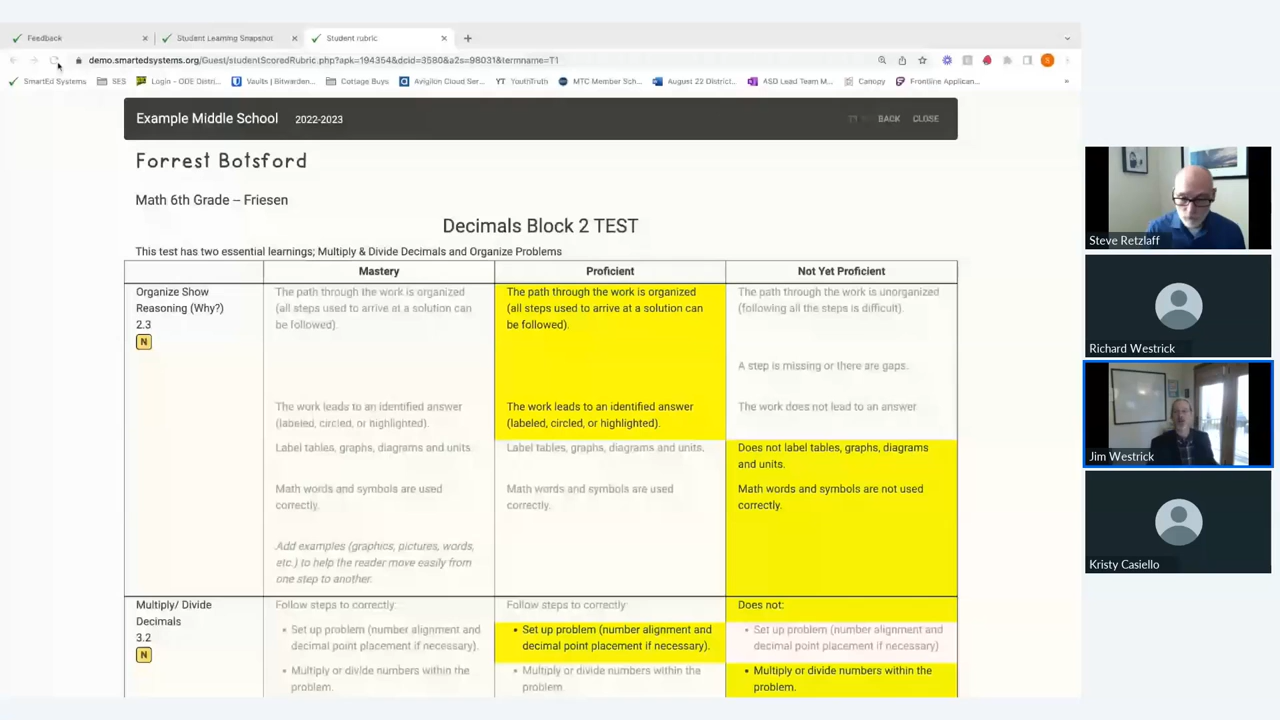 Feedback
Student Learning Snapshot
Student rubric
demo.smartedsystems.org/Guest/studentScoredRubric.php?apk=194354&dcid=3580&a2s=98031&termname=T1
SmartEd Systems
SES
Login - ODE Distri...
Vaults | Bitwarden...
Cottage Buys
Avigilon Cloud Ser...
YT YouthTruth
MTC Member Sch...
August 22 District...
ASD Lead Team M...
Canopy
Frontline Applican...
»
Example Middle School 2022-2023
T1 BACK CLOSE
Forrest Botsford
Math 6th Grade – Friesen
Decimals Block 2 TEST
This test has two essential learnings; Multiply & Divide Decimals and Organize Problems
Mastery
Proficient
Not Yet Proficient
Organize Show
Reasoning (Why?)
2.3
N
The path through the work is organized
(all steps used to arrive at a solution can
be followed).
The work leads to an identified answer
(labeled, circled, or highlighted).
Label tables, graphs, diagrams and units.
Math words and symbols are used
correctly.
Add examples (graphics, pictures, words,
etc.) to help the reader move easily from
one step to another.
The path through the work is organized
(all steps used to arrive at a solution can
be followed).
The work leads to an identified answer
(labeled, circled, or highlighted).
Label tables, graphs, diagrams and units.
Math words and symbols are used
correctly.
The path through the work is unorganized
(following all the steps is difficult).
A step is missing or there are gaps.
The work does not lead to an answer
Does not label tables, graphs, diagrams
and units.
Math words and symbols are not used
correctly.
Multiply/ Divide
Decimals
3.2
N
Follow steps to correctly:
• Set up problem (number alignment and
decimal point placement if necessary).
• Multiply or divide numbers within the
problem.
Follow steps to correctly:
• Set up problem (number alignment and
decimal point placement if necessary).
• Multiply or divide numbers within the
problem
Does not:
• Set up problem (number alignment and
decimal point placement if necessary)
• Multiply or divide numbers within the
problem.
Steve Retzlaff
Richard Westrick
Jim Westrick
Kristy Casiello